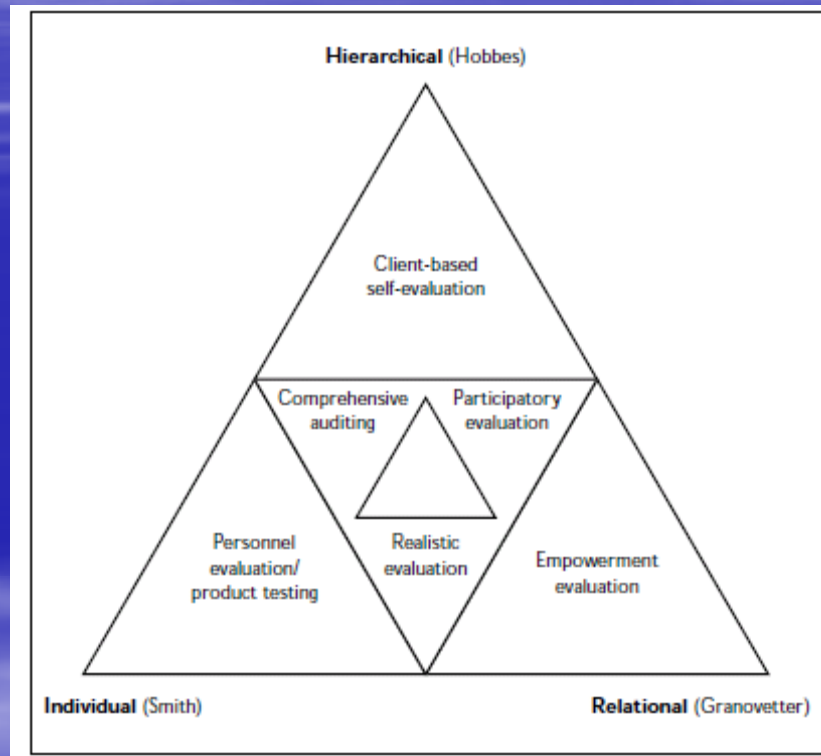 Hierarchical (Hobbes)
Client-based
self-evaluation
Comprehensive
auditing
Participatory
evaluation
Personnel
evaluation/
product testing
Realistic
evaluation
Empowerment
evaluation
Individual (Smith)
Relational (Granovetter)